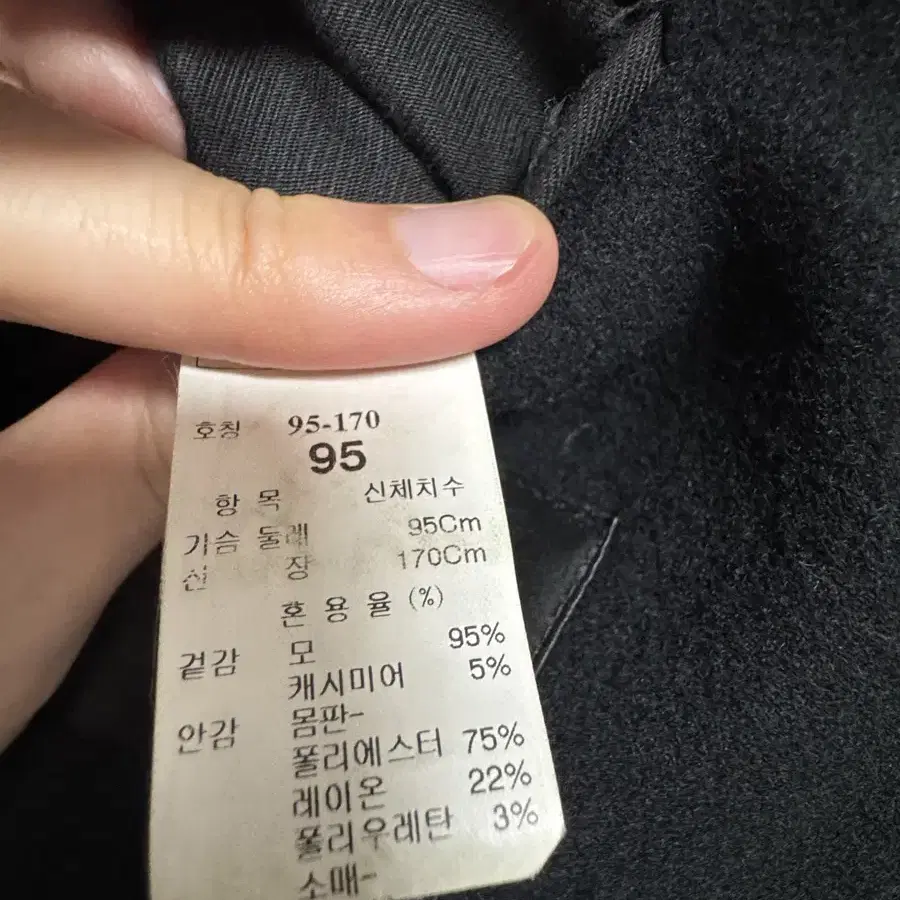 호칭 95-170
95
항 목 신체치수
가슴 둘레 95Cm
신 장 170Cm
혼 용 율 (%)
겉감 모 95%
캐시미어 5%
안감 몸판-
폴리에스터 75%
레이온 22%
폴리우레탄 3%
소매-